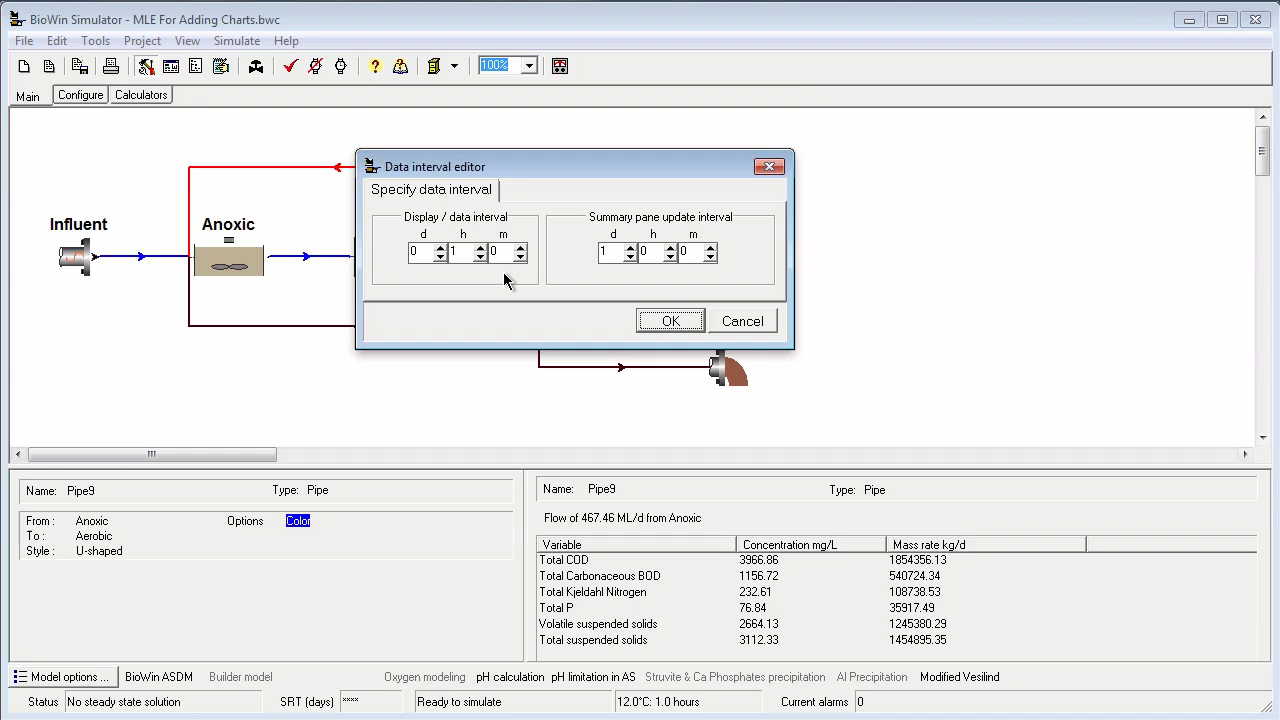 BioWin Simulator - MLE For Adding Charts.bwc
File Edit Tools Project View Simulate Help
100%
Main Configure Calculators
Influent
Anoxic
Data interval editor
Specify data interval
Display / data interval
d h m
0 1 0
Summary pane update interval
d h m
1 0 0
OK Cancel
Name: Pipe9 Type: Pipe
From : Anoxic Options Color
To : Aerobic
Style : U-shaped
Name: Pipe9 Type: Pipe
Flow of 467.46 ML/d from Anoxic
Variable Concentration mg/L Mass rate kg/d
Total COD 3966.86 1854356.13
Total Carbonaceous BOD 1156.72 540724.34
Total Kjeldahl Nitrogen 232.61 108738.53
Total P 76.84 35917.49
Volatile suspended solids 2664.13 1245380.29
Total suspended solids 3112.33 1454895.35
Model options ... BioWin ASDM Builder model Oxygen modeling pH calculation pH limitation in AS Struvite & Ca Phosphates precipitation Al Precipitation Modified Vesilind
Status No steady state solution SRT (days) **** Ready to simulate 12.0°C: 1.0 hours Current alarms 0